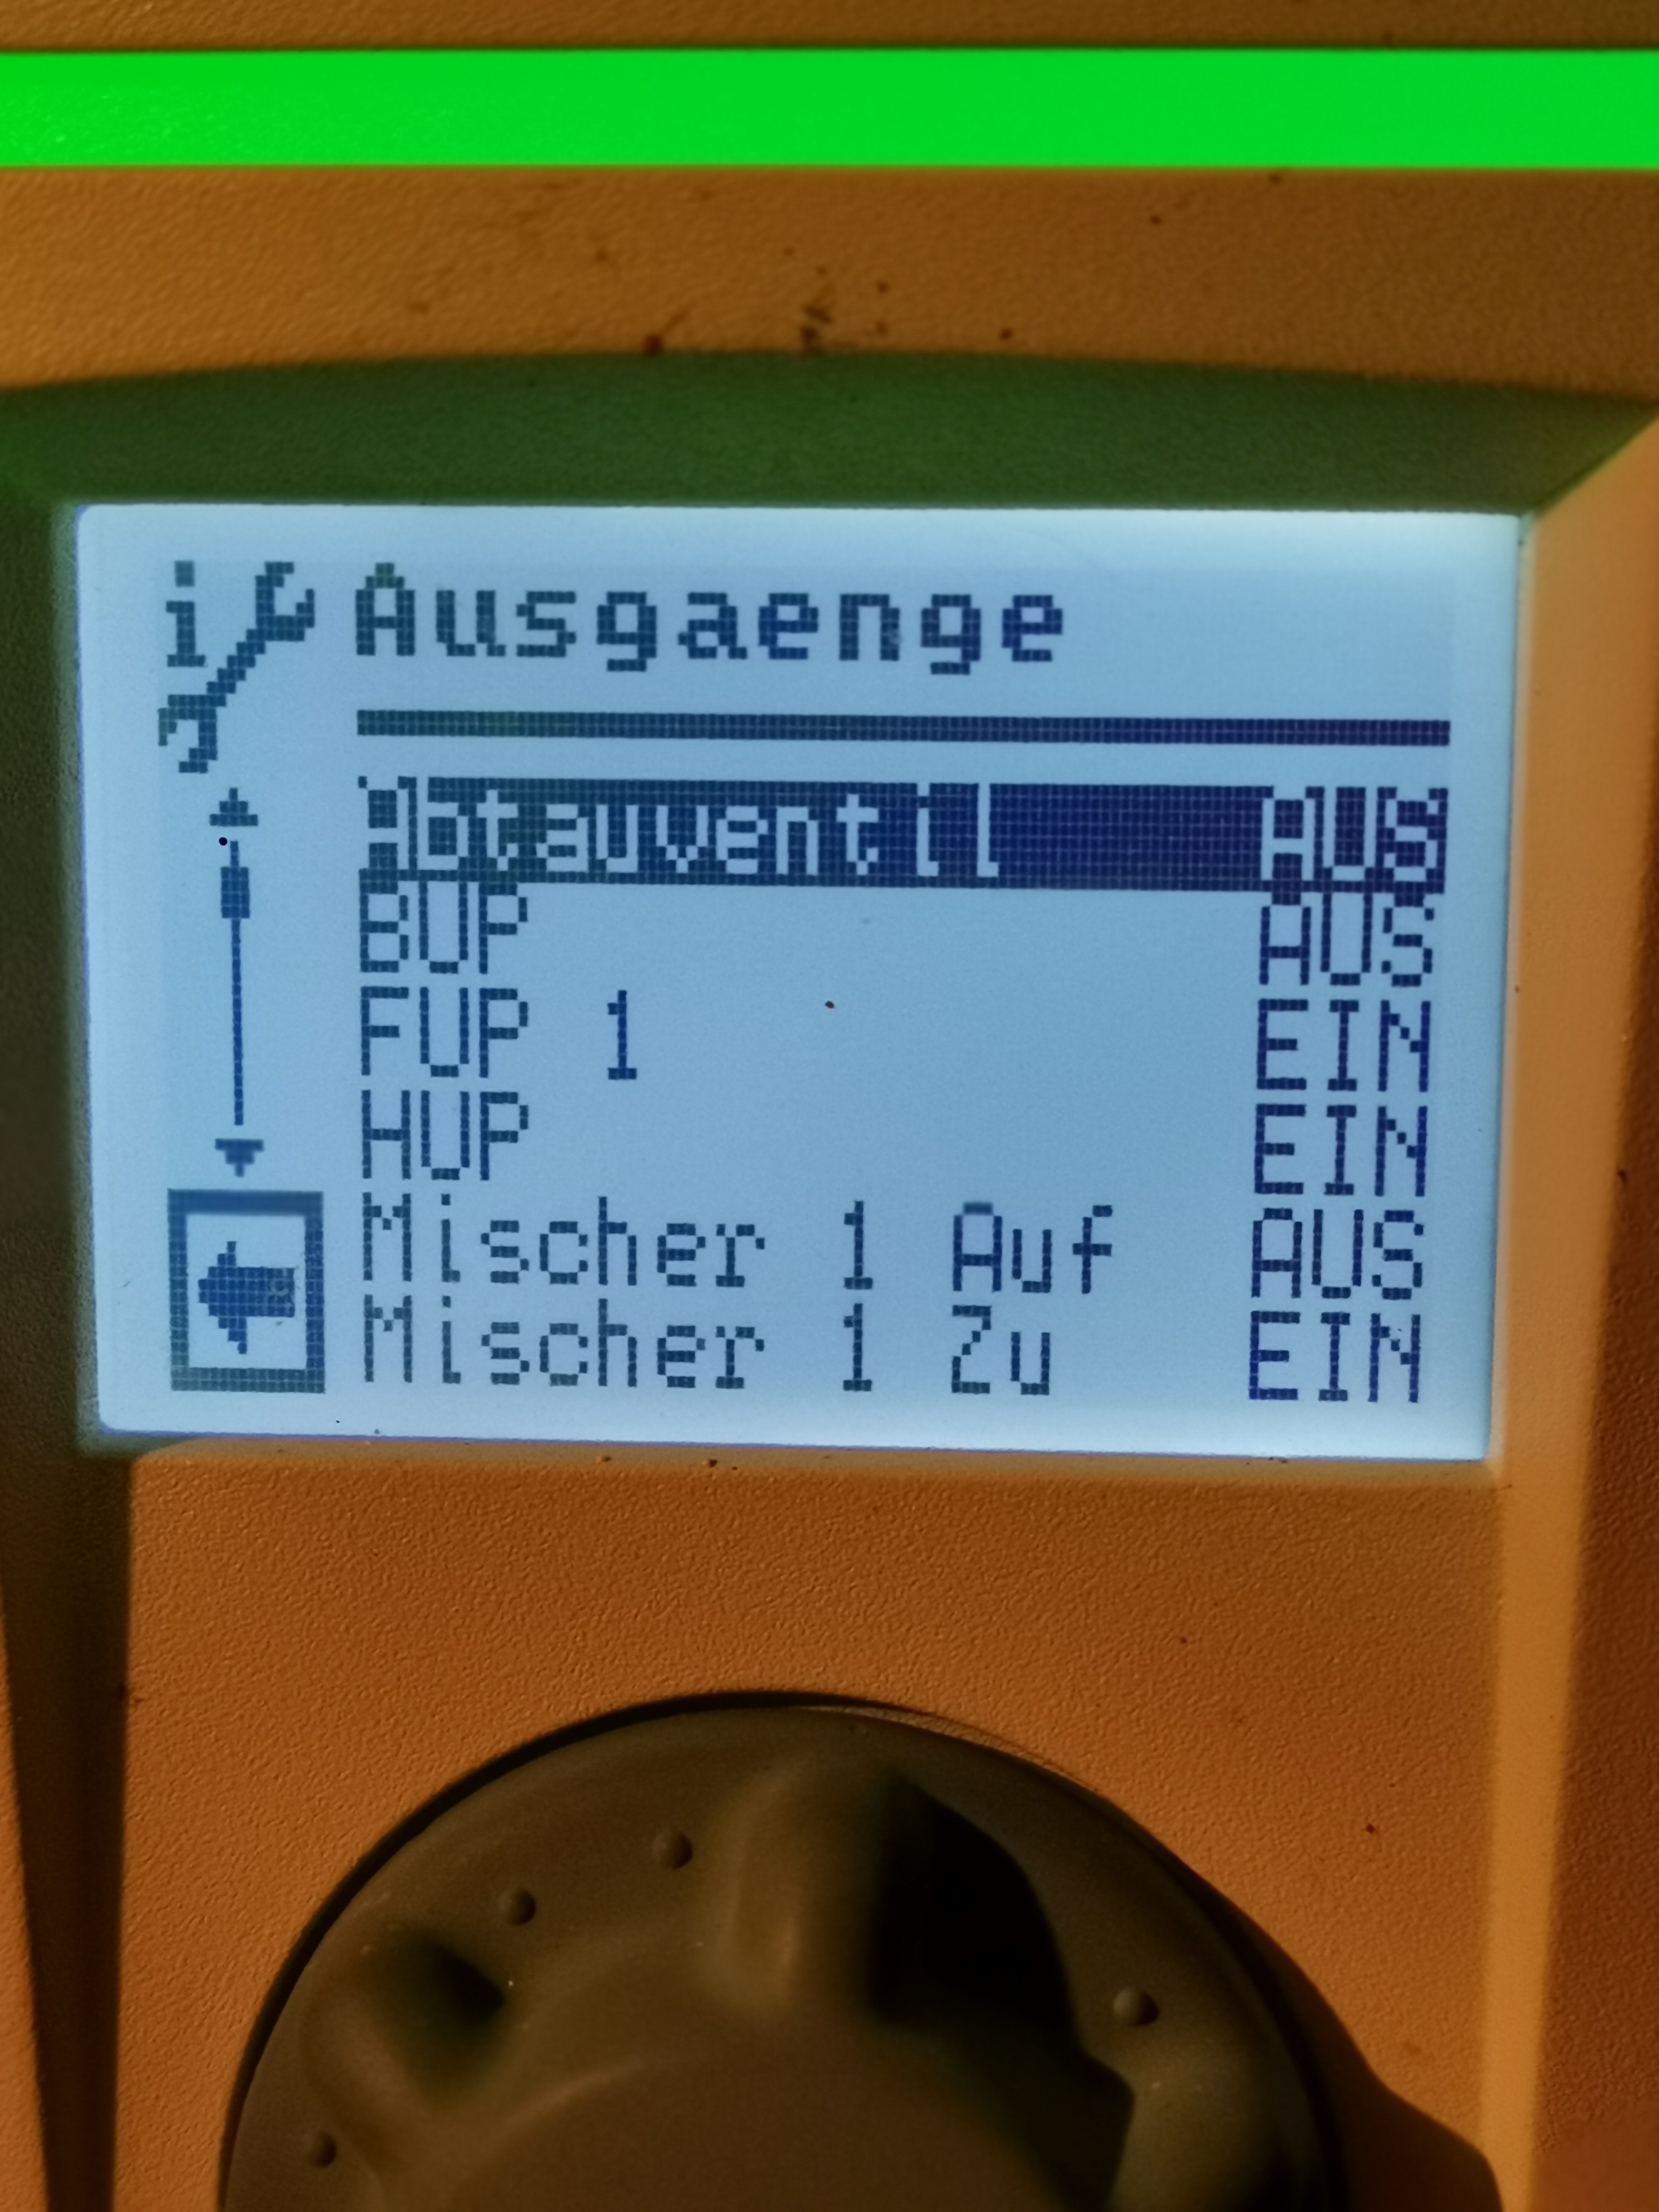 i Ausgaenge
Abtauventil AUS
BUP AUS
FUP 1 EIN
HUP EIN
Mischer 1 Auf AUS
Mischer 1 Zu EIN